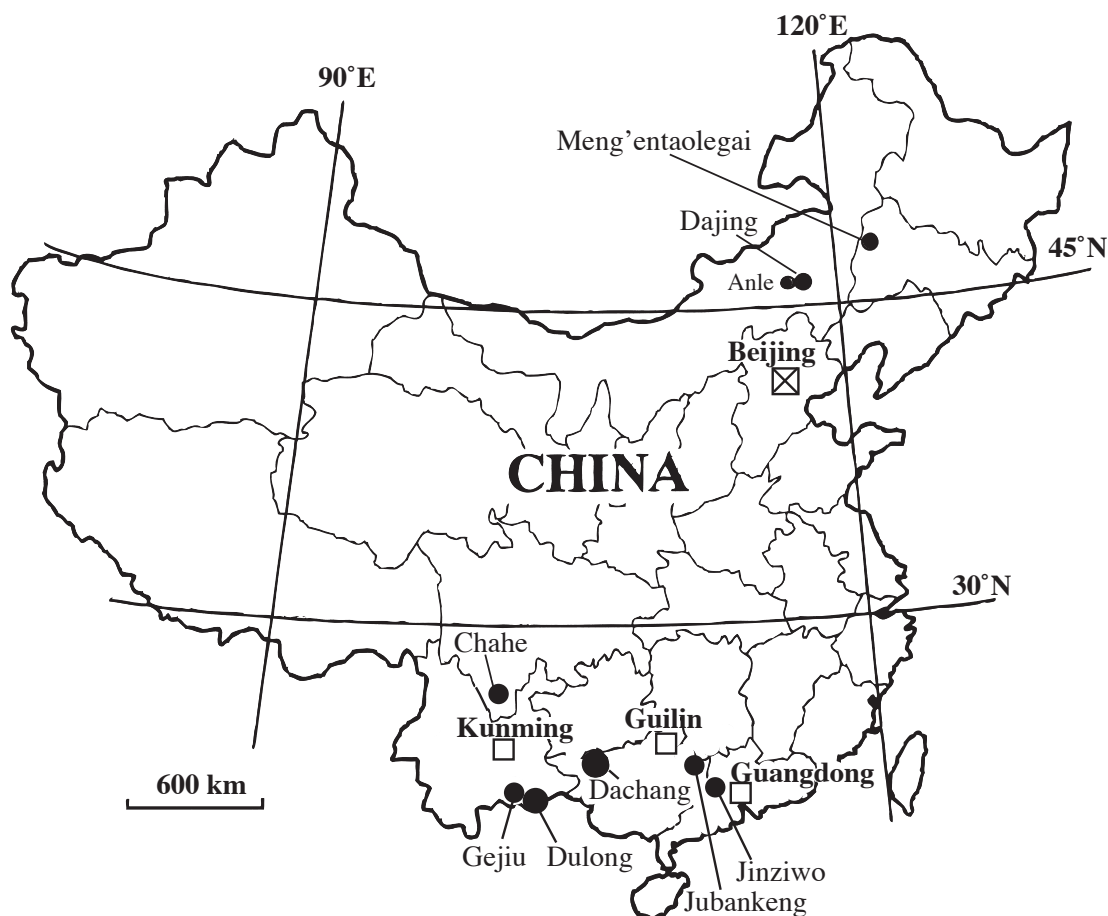 120˚E
90˚E
Meng’entaolegai
Dajing
45˚N
Anle
Beijing
CHINA
30˚N
Chahe
Guilin
Kunming
Guangdong
600 km
Dachang
Gejiu
Dulong
Jinziwo
Jubankeng